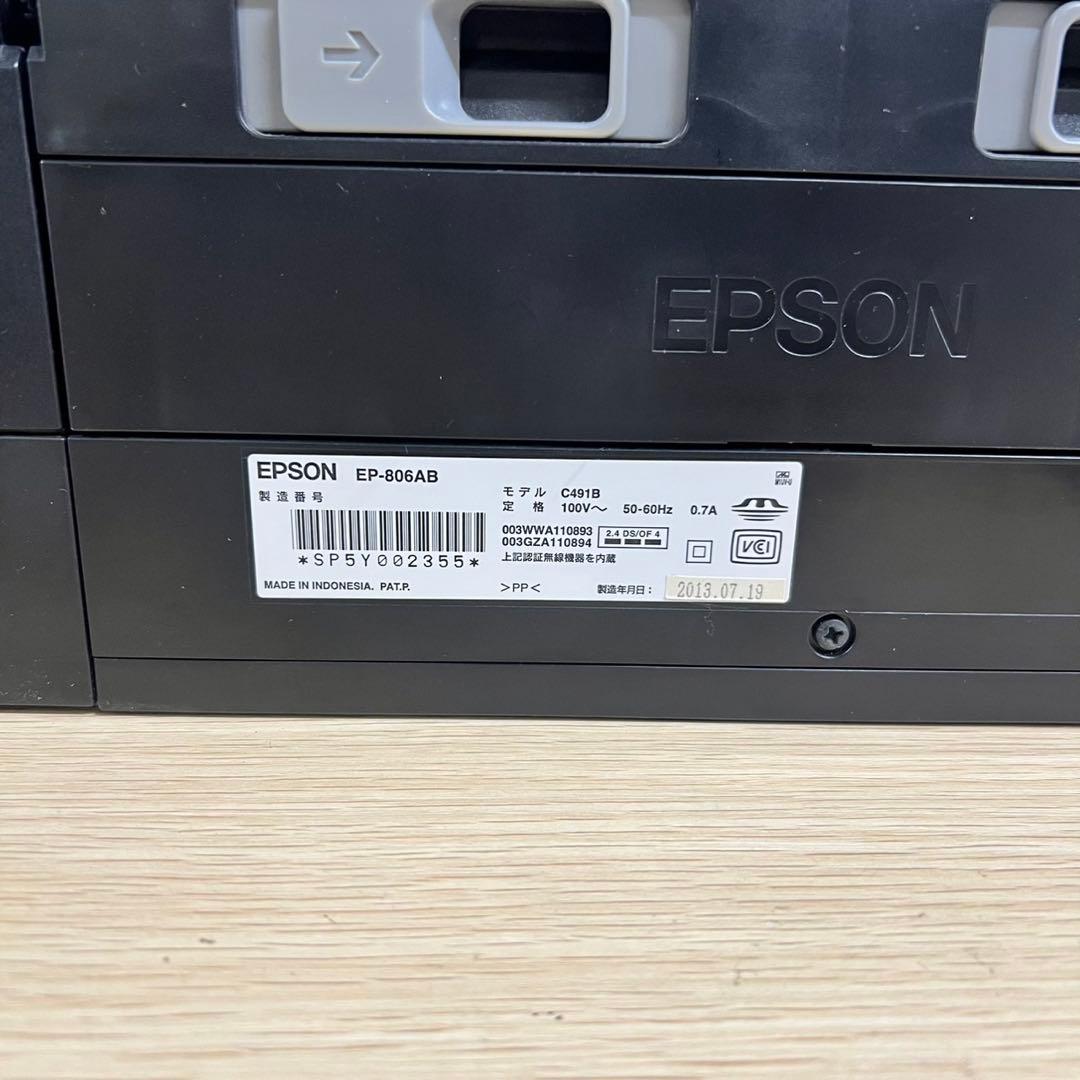 EPSON
EPSON EP-806AB
製造番号
*SP5Y002355*
MADE IN INDONESIA. PAT.P.
モデル C491B
定格 100V～ 50-60Hz 0.7A
003WWA110893
003GZA110894
2.4 DS/OF 4
上記認証無線機器を内蔵
>PP<
製造年月日: 2013.07.19
VCI